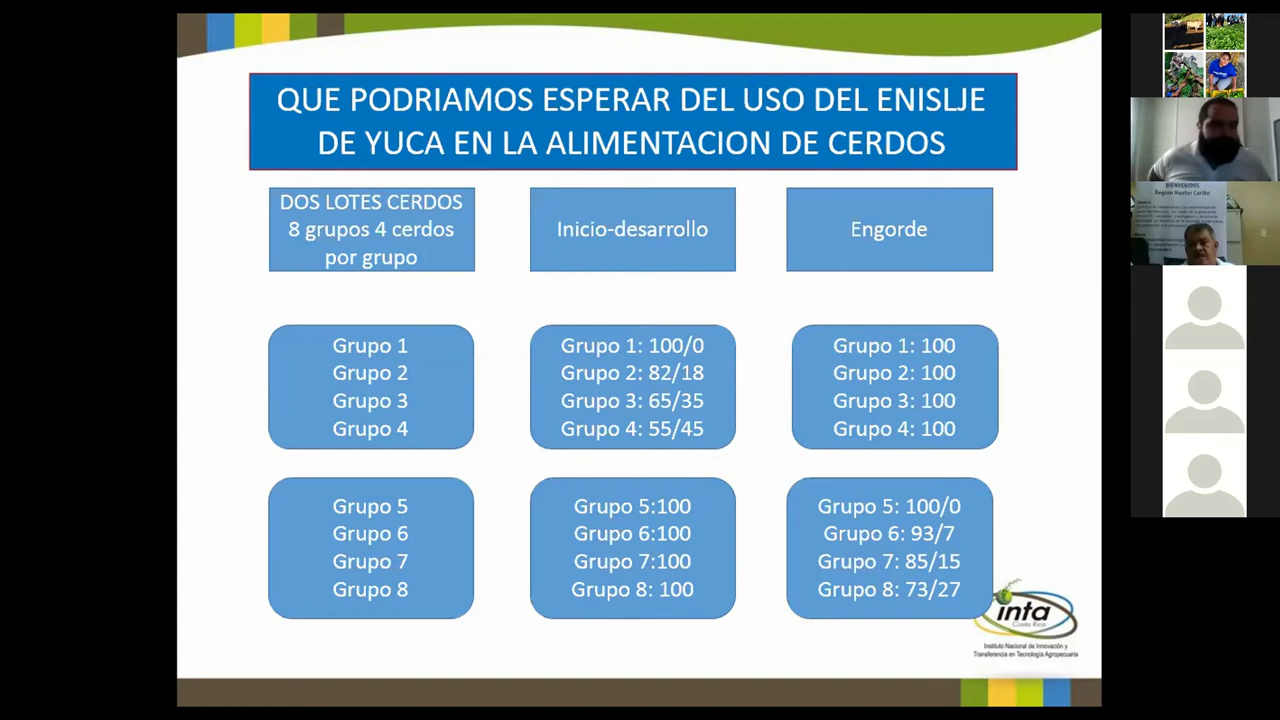 QUE PODRIAMOS ESPERAR DEL USO DEL ENISLJE
DE YUCA EN LA ALIMENTACION DE CERDOS
DOS LOTES CERDOS
8 grupos 4 cerdos
por grupo
Inicio-desarrollo
Engorde
Grupo 1
Grupo 2
Grupo 3
Grupo 4
Grupo 1: 100/0
Grupo 2: 82/18
Grupo 3: 65/35
Grupo 4: 55/45
Grupo 1: 100
Grupo 2: 100
Grupo 3: 100
Grupo 4: 100
Grupo 5
Grupo 6
Grupo 7
Grupo 8
Grupo 5:100
Grupo 6:100
Grupo 7:100
Grupo 8: 100
Grupo 5: 100/0
Grupo 6: 93/7
Grupo 7: 85/15
Grupo 8: 73/27
inta
Costa Rica
Instituto Nacional de Innovación y
Transferencia en Tecnología Agropecuaria
BIENVENIDOS
Región Huetar Caribe